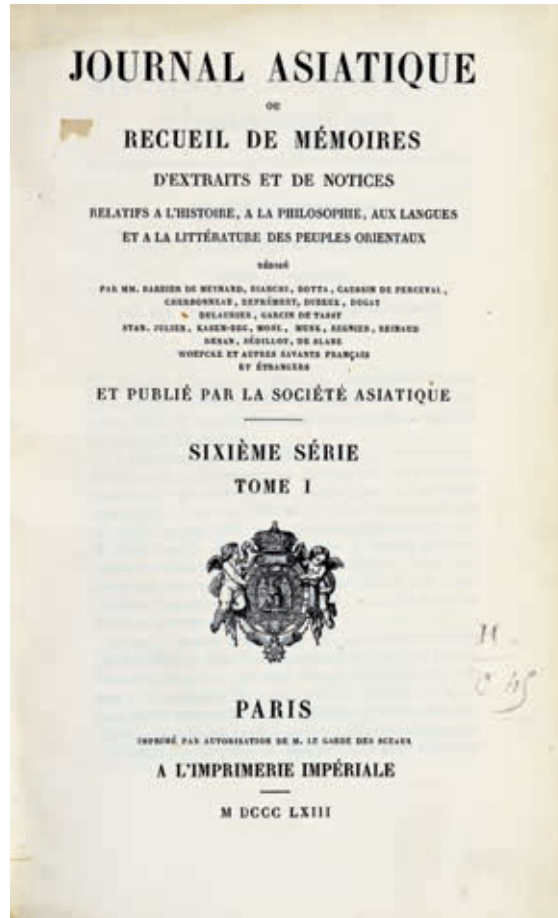 JOURNAL ASIATIQUE
OU
RECUEIL DE MÉMOIRES
D'EXTRAITS ET DE NOTICES
RELATIFS A L'HISTOIRE, A LA PHILOSOPHIE, AUX LANGUES
ET A LA LITTÉRATURE DES PEUPLES ORIENTAUX
RÉDIGÉ
PAR MM. BARBIER DE MEYNARD, BIANCHI, BOTTA, CAUSSIN DE PERCEVAL,
CHERBONNEAU, DEFRÉMERY, DUBEUX, DUGAT
DULAURIER, GARCIN DE TASSY
STAN. JULIEN, KASEM-BEG, MOHL, MUNK, REGNIER, REINAUD
RENAN, SÉDILLOT, DE SLANE
WOEPCKE ET AUTRES SAVANTS FRANÇAIS
ET ÉTRANGERS
ET PUBLIÉ PAR LA SOCIÉTÉ ASIATIQUE
SIXIÈME SÉRIE
TOME I
PARIS
IMPRIMÉ PAR AUTORISATION DE M. LE GARDE DES SCEAUX
A L'IMPRIMERIE IMPÉRIALE
M DCCC LXIII